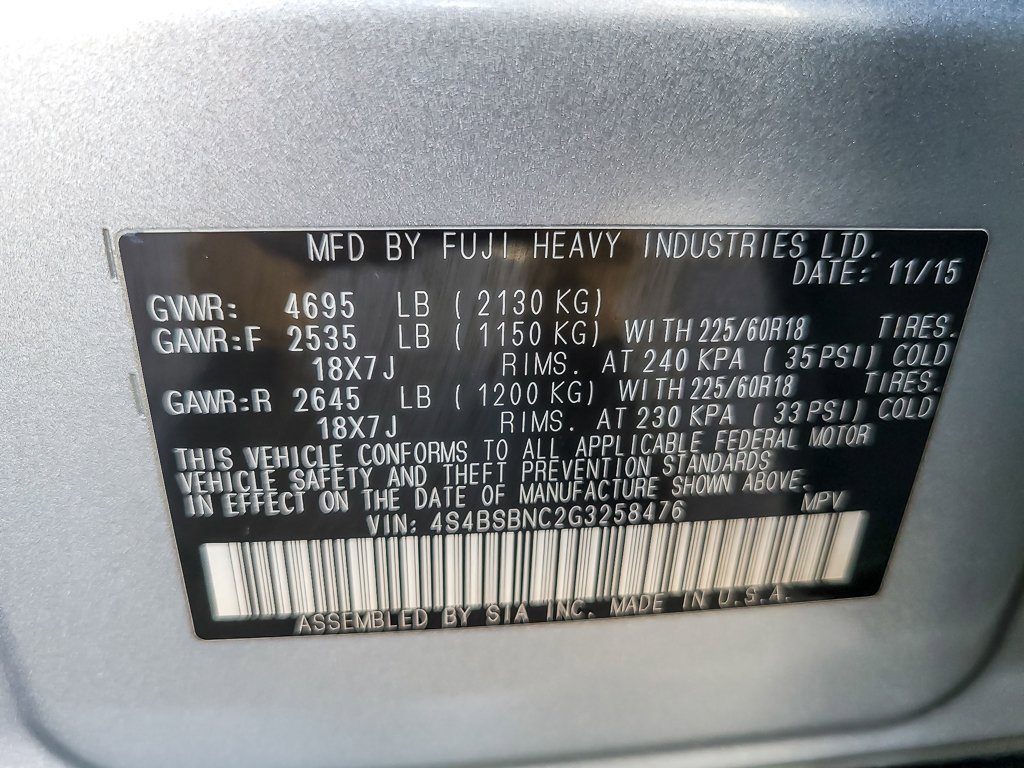 MFD BY FUJI HEAVY INDUSTRIES LTD.
DATE: 11/15
GVWR: 4695 LB ( 2130 KG)
GAWR:F 2535 LB ( 1150 KG) WITH 225/60R18 TIRES.
18X7J RIMS. AT 240 KPA ( 35PSI) COLD
GAWR:R 2645 LB ( 1200 KG) WITH 225/60R18 TIRES.
18X7J RIMS. AT 230 KPA ( 33PSI) COLD
THIS VEHICLE CONFORMS TO ALL APPLICABLE FEDERAL MOTOR
VEHICLE SAFETY AND THEFT PREVENTION STANDARDS
IN EFFECT ON THE DATE OF MANUFACTURE SHOWN ABOVE.
VIN: 4S4BSBNC2G3258476 MPV
ASSEMBLED BY SIA INC. MADE IN U.S.A.